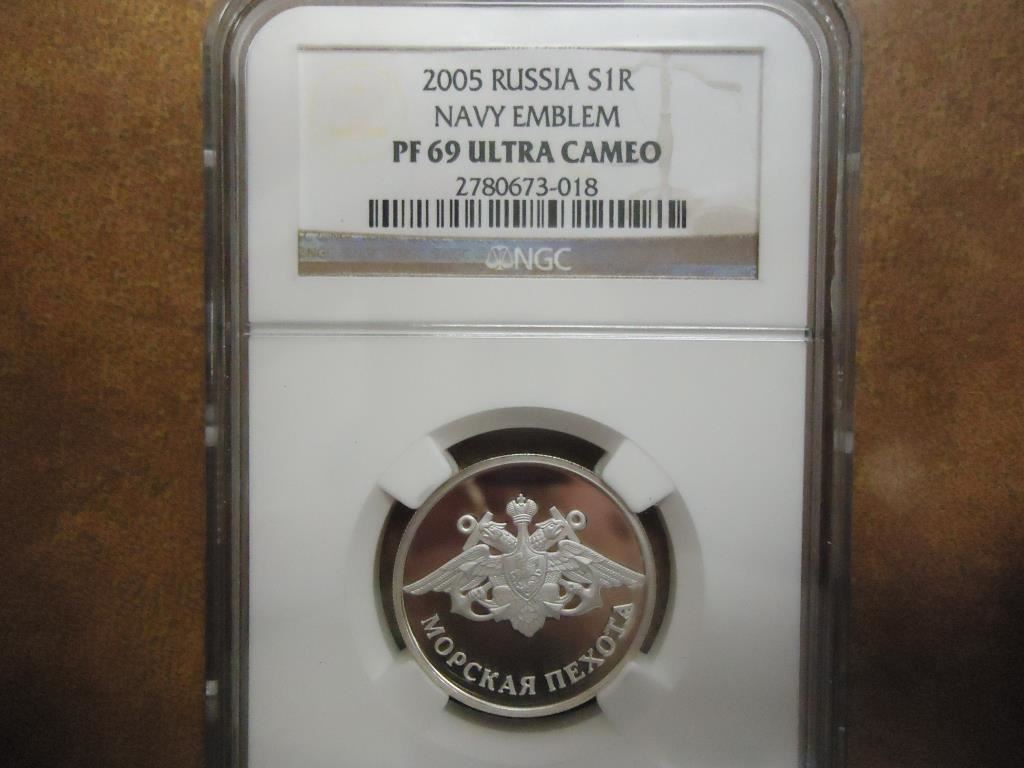 2005 RUSSIA S1R
NAVY EMBLEM
PF 69 ULTRA CAMEO
2780673-018
NGC
МОРСКАЯ ПЕХОТА